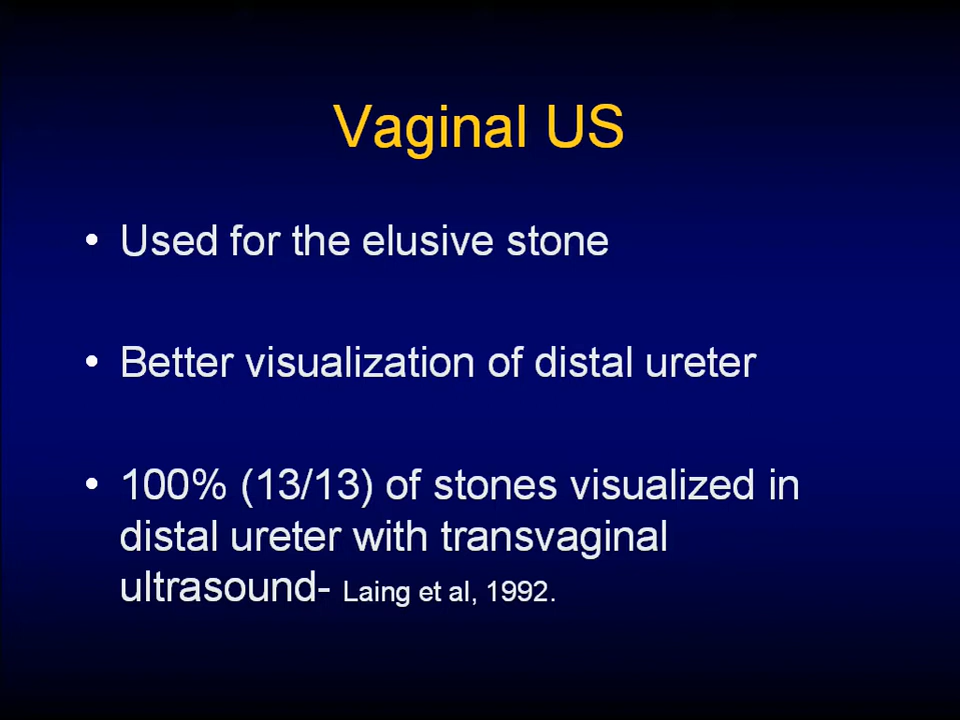 Vaginal US
• Used for the elusive stone
• Better visualization of distal ureter
• 100% (13/13) of stones visualized in
distal ureter with transvaginal
ultrasound- Laing et al, 1992.